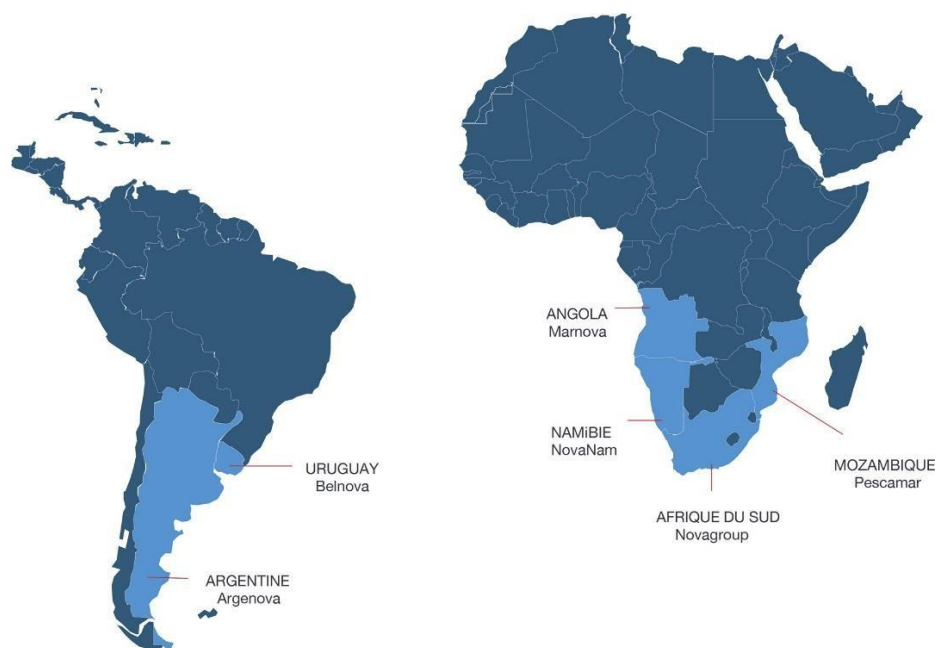 URUGUAY
Belnova
ARGENTINE
Argenova
ANGOLA
Marnova
NAMiBIE
NovaNam
MOZAMBIQUE
Pescamar
AFRIQUE DU SUD
Novagroup